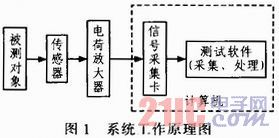 被测对象
传感器
电荷放大器
信号采集卡
测试软件
(采集、处理)
计算机
图1 系统工作原理图